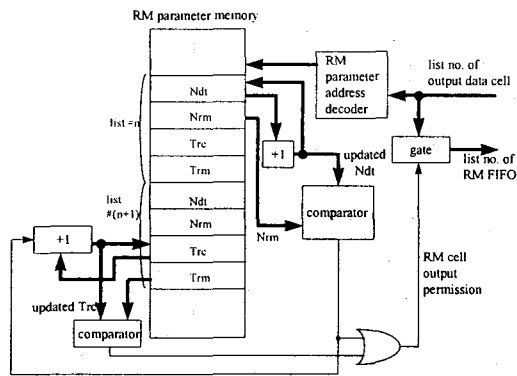 RM parameter memory
RM
parameter
address
decoder
list no. of
output data cell
Ndt
Nrm
Trc
Trm
list =n
+1
updated
Ndt
gate
list no. of
RM FIFO
list
#(n+1)
Ndt
Nrm
Trc
Trm
Nrm
comparator
+1
RM cell
output
permission
updated Trc
comparator